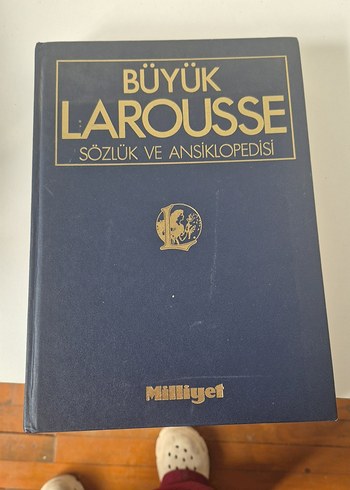 BÜYÜK
LAROUSSE
SÖZLÜK VE ANSİKLOPEDİSİ
L
Milliyet